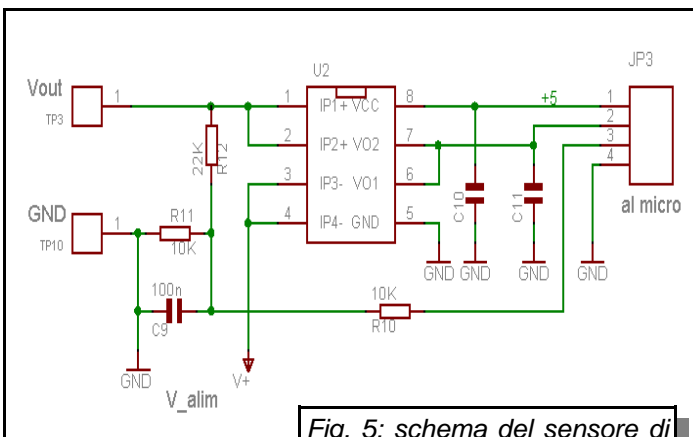 JP3
U2
Vout
1
TP3
1 IP1+ VCC 8
+5
1
2 IP2+ VO2 7
2
3 IP3- VO1 6
3
4 IP4- GND 5
4
22K
R12
C10
C11
al micro
GND
1
TP10
R11
10K
GND GND GND GND
100n
C9
10K
R10
GND
V+
V_alim
Fig. 5: schema del sensore di